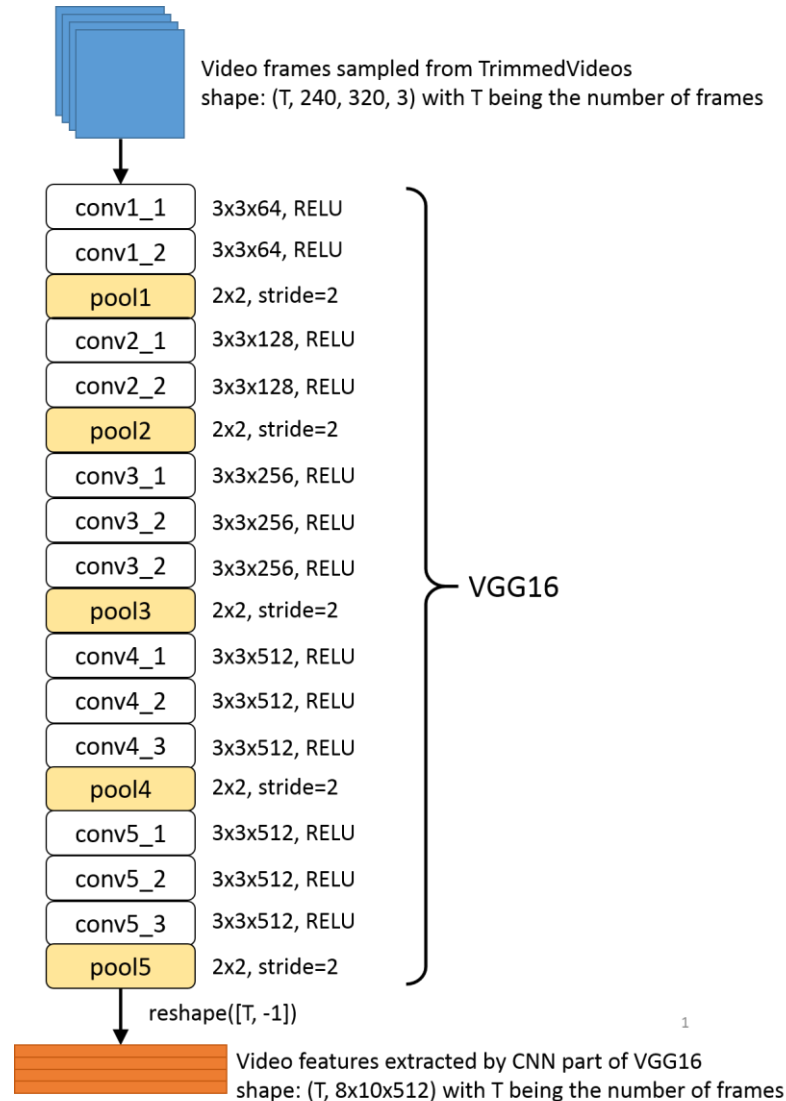 Video frames sampled from TrimmedVideos
shape: (T, 240, 320, 3) with T being the number of frames
conv1_1 3x3x64, RELU
conv1_2 3x3x64, RELU
pool1 2x2, stride=2
conv2_1 3x3x128, RELU
conv2_2 3x3x128, RELU
pool2 2x2, stride=2
conv3_1 3x3x256, RELU
conv3_2 3x3x256, RELU
conv3_2 3x3x256, RELU
VGG16
pool3 2x2, stride=2
conv4_1 3x3x512, RELU
conv4_2 3x3x512, RELU
conv4_3 3x3x512, RELU
pool4 2x2, stride=2
conv5_1 3x3x512, RELU
conv5_2 3x3x512, RELU
conv5_3 3x3x512, RELU
pool5 2x2, stride=2
reshape([T, -1])
1
Video features extracted by CNN part of VGG16
shape: (T, 8x10x512) with T being the number of frames